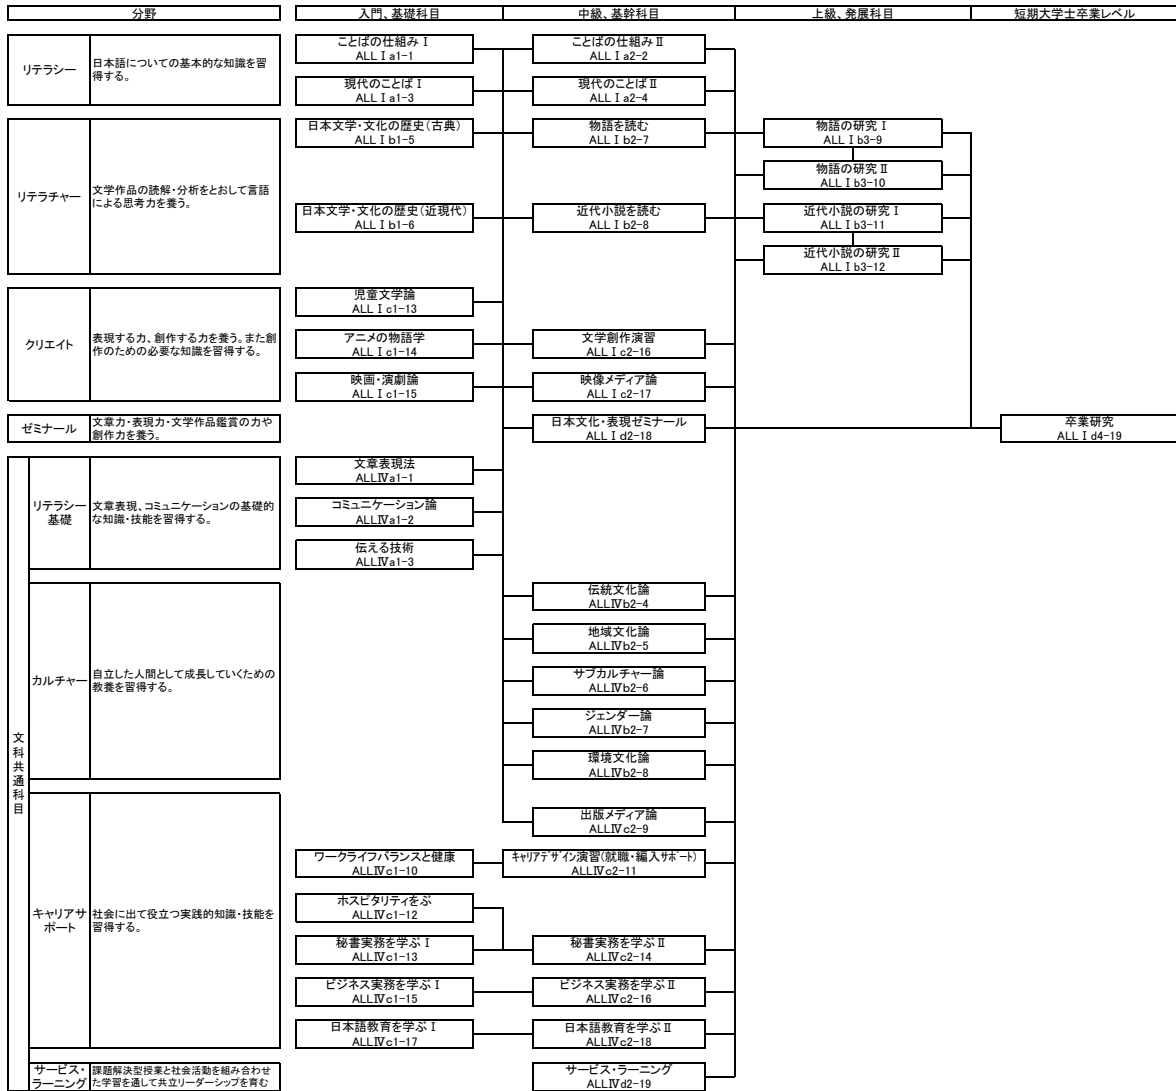 分野
入門、基礎科目
中級、基幹科目
上級、発展科目
短期大学士卒業レベル
リテラシー
日本語についての基本的な知識を習
得する。
ことばの仕組みⅠ
ALLⅠa1-1
ことばの仕組みⅡ
ALLⅠa2-2
現代のことばⅠ
ALLⅠa1-3
現代のことばⅡ
ALLⅠa2-4
リテラチャー
文学作品の読解・分析をとおして言語
による思考力を養う。
日本文学・文化の歴史(古典)
ALLⅠb1-5
物語を読む
ALLⅠb2-7
物語の研究Ⅰ
ALLⅠb3-9
物語の研究Ⅱ
ALLⅠb3-10
日本文学・文化の歴史(近現代)
ALLⅠb1-6
近代小説を読む
ALLⅠb2-8
近代小説の研究Ⅰ
ALLⅠb3-11
近代小説の研究Ⅱ
ALLⅠb3-12
クリエイト
表現する力、創作する力を養う。また創
作のための必要な知識を習得する。
児童文学論
ALLⅠc1-13
アニメの物語学
ALLⅠc1-14
文学創作演習
ALLⅠc2-16
映画・演劇論
ALLⅠc1-15
映像メディア論
ALLⅠc2-17
ゼミナール
文章力・表現力・文学作品鑑賞の力や
創作力を養う。
日本文化・表現ゼミナール
ALLⅠd2-18
卒業研究
ALLⅠd4-19
文科共通科目
リテラシー
基礎
文章表現、コミュニケーションの基礎的
な知識・技能を習得する。
文章表現法
ALLⅣa1-1
コミュニケーション論
ALLⅣa1-2
伝える技術
ALLⅣa1-3
カルチャー
自立した人間として成長していくための
教養を習得する。
伝統文化論
ALLⅣb2-4
地域文化論
ALLⅣb2-5
サブカルチャー論
ALLⅣb2-6
ジェンダー論
ALLⅣb2-7
環境文化論
ALLⅣb2-8
キャリアサ
ポート
社会に出て役立つ実践的知識・技能を
習得する。
出版メディア論
ALLⅣc2-9
ワークライフバランスと健康
ALLⅣc1-10
キャリアデザイン演習(就職・編入サポート)
ALLⅣc2-11
ホスピタリティをぶ
ALLⅣc1-12
秘書実務を学ぶⅠ
ALLⅣc1-13
秘書実務を学ぶⅡ
ALLⅣc2-14
ビジネス実務を学ぶⅠ
ALLⅣc1-15
ビジネス実務を学ぶⅡ
ALLⅣc2-16
日本語教育を学ぶⅠ
ALLⅣc1-17
日本語教育を学ぶⅡ
ALLⅣc2-18
サービス・
ラーニング
課題解決型授業と社会活動を組み合わせ
た学習を通して共立リーダーシップを育む
サービス・ラーニング
ALLⅣd2-19